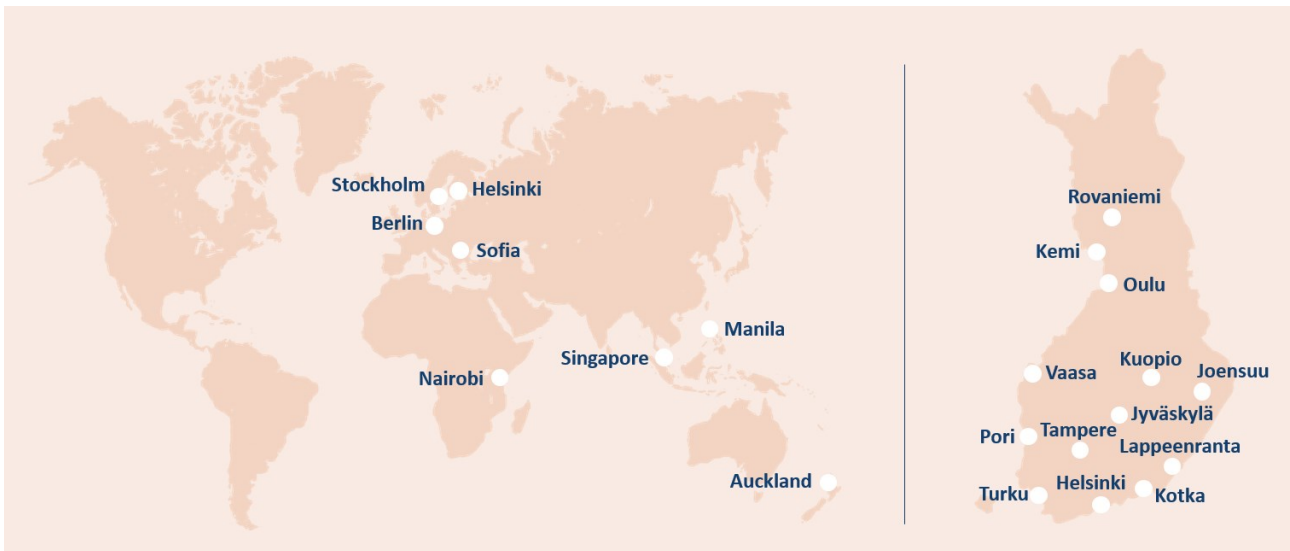 Stockholm
Helsinki
Berlin
Sofia
Manila
Singapore
Nairobi
Auckland
Rovaniemi
Kemi
Oulu
Kuopio
Vaasa
Joensuu
Jyväskylä
Tampere
Pori
Lappeenranta
Helsinki
Turku
Kotka